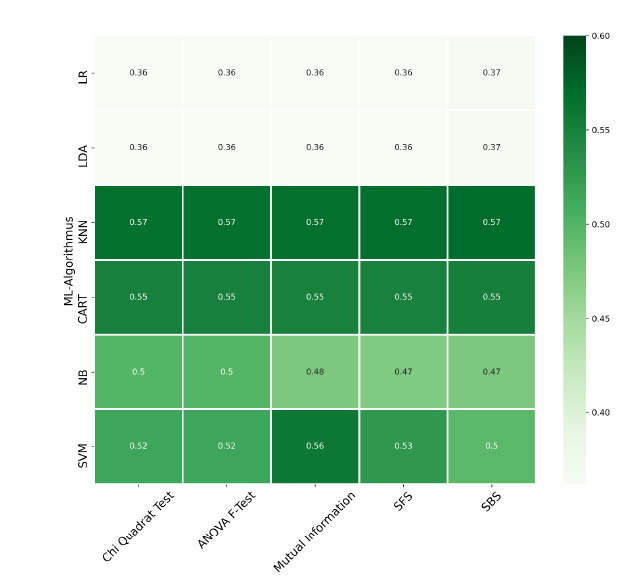 LR 0.36 0.36 0.36 0.36 0.37
LDA 0.36 0.36 0.36 0.36 0.37
KNN 0.57 0.57 0.57 0.57 0.57
CART 0.55 0.55 0.55 0.55 0.55
NB 0.5 0.5 0.48 0.47 0.47
SVM 0.52 0.52 0.56 0.53 0.5
ML-Algorithmus
Chi Quadrat Test
ANOVA F-Test
Mutual Information
SFS
SBS
0.60
0.55
0.50
0.45
0.40